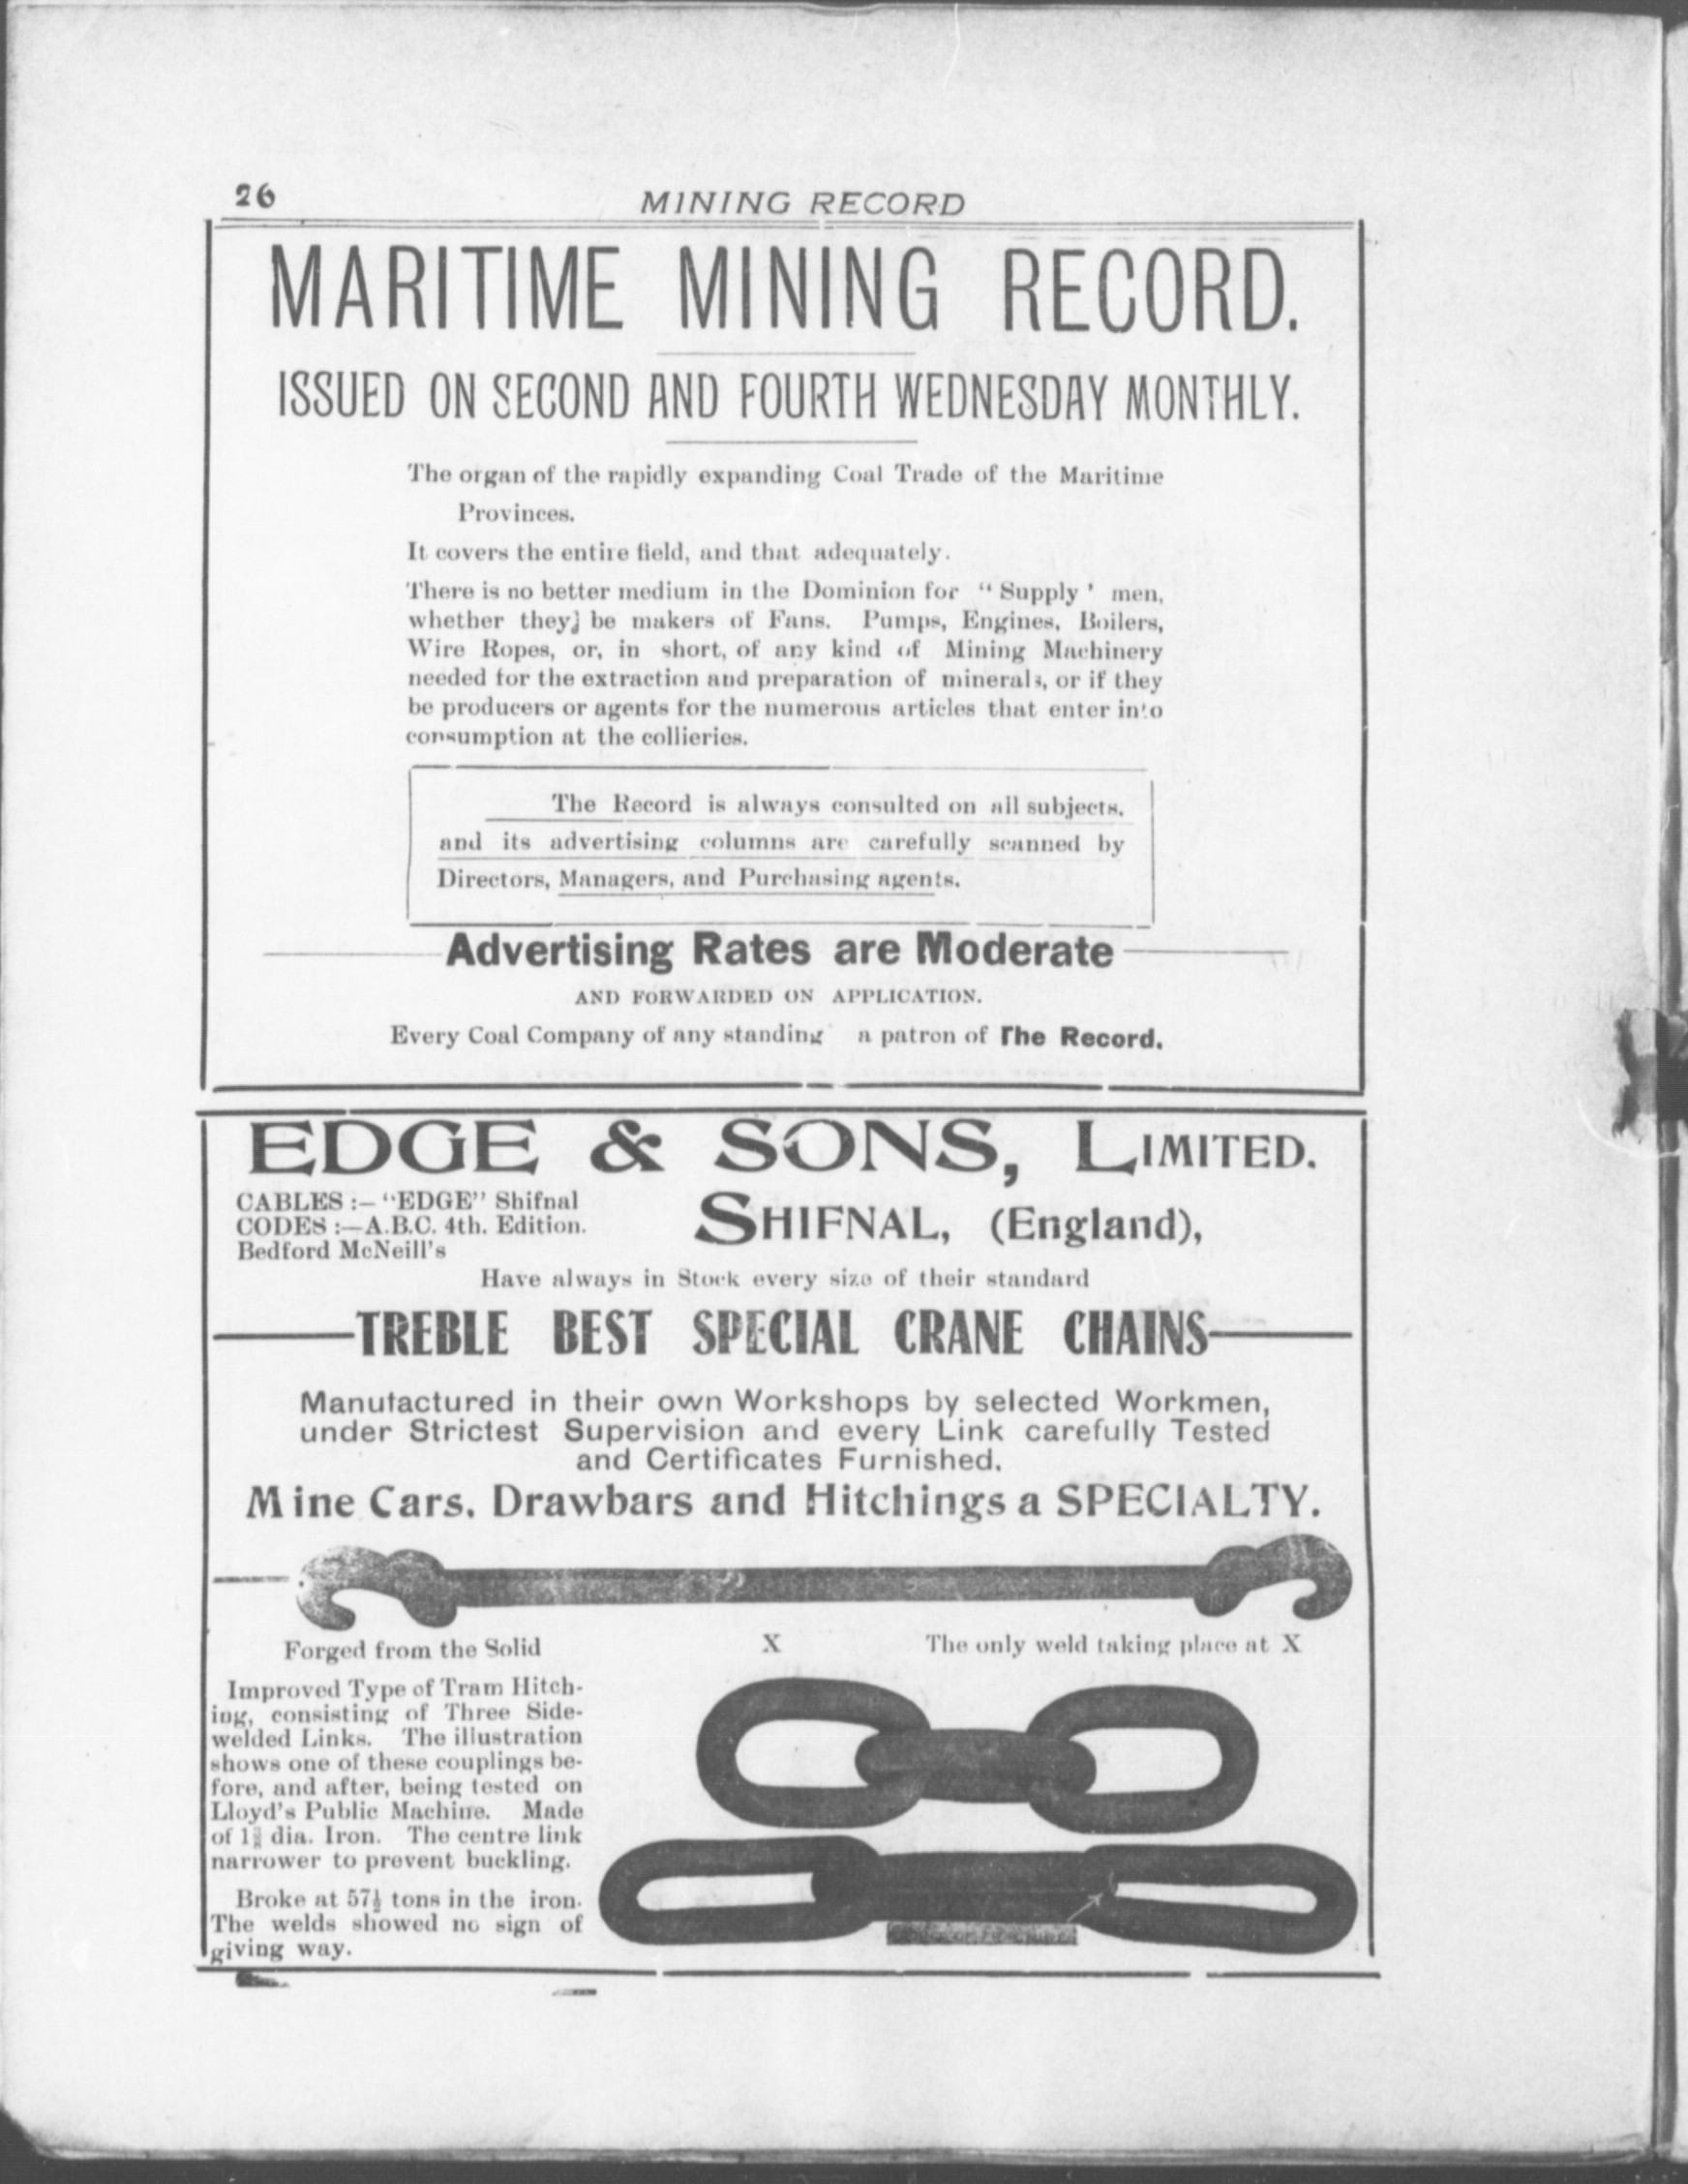 26
MINING RECORD
MARITIME MINING RECORD.
ISSUED ON SECOND AND FOURTH WEDNESDAY MONTHLY.
The organ of the rapidly expanding Coal Trade of the Maritime
Provinces.
It covers the entire field, and that adequately.
There is no better medium in the Dominion for " Supply ' men,
whether they be makers of Fans. Pumps, Engines, Boilers,
Wire Ropes, or, in short, of any kind of Mining Machinery
needed for the extraction and preparation of minerals, or if they
be producers or agents for the numerous articles that enter into
consumption at the collieries.
The Record is always consulted on all subjects,
and its advertising columns are carefully scanned by
Directors, Managers, and Purchasing agents.
Advertising Rates are Moderate
AND FORWARDED ON APPLICATION.
Every Coal Company of any standing a patron of The Record.
EDGE & SONS, LIMITED.
CABLES :— "EDGE" Shifnal
CODES :—A.B.C. 4th. Edition.
Bedford McNeill's
SHIFNAL, (England),
Have always in Stock every size of their standard
TREBLE BEST SPECIAL CRANE CHAINS
Manufactured in their own Workshops by selected Workmen,
under Strictest Supervision and every Link carefully Tested
and Certificates Furnished.
Mine Cars. Drawbars and Hitchings a SPECIALTY.
Forged from the Solid
X
The only weld taking place at X
Improved Type of Tram Hitch-
ing, consisting of Three Side-
welded Links. The illustration
shows one of these couplings be-
fore, and after, being tested on
Lloyd's Public Machine. Made
of 1⅜ dia. Iron. The centre link
narrower to prevent buckling.
Broke at 57½ tons in the iron.
The welds showed no sign of
giving way.